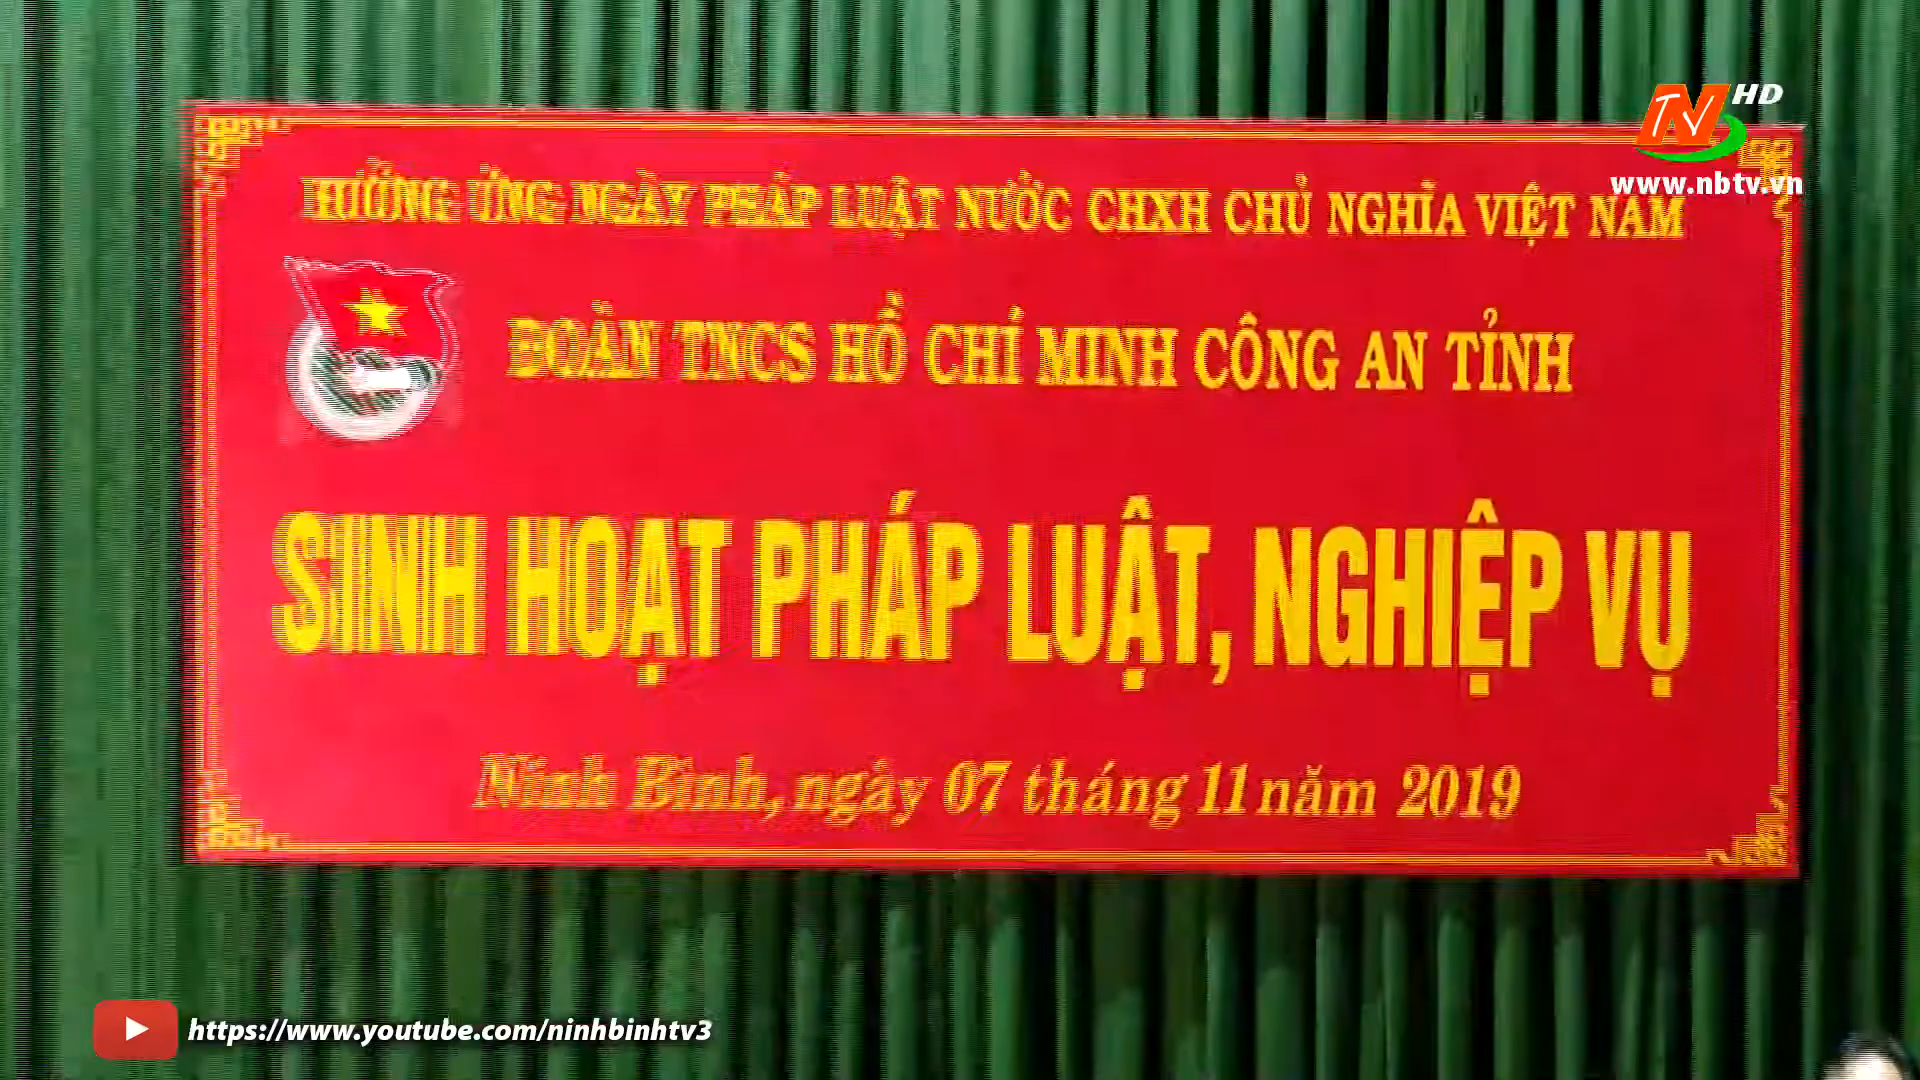 TV N HD
www.nbtv.vn
HƯỞNG ỨNG NGÀY PHÁP LUẬT NƯỚC CHXH CHỦ NGHĨA VIỆT NAM
ĐOÀN TNCS HỒ CHÍ MINH CÔNG AN TỈNH
SINH HOẠT PHÁP LUẬT, NGHIỆP VỤ
Ninh Bình, ngày 07 tháng 11 năm 2019
https://www.youtube.com/ninhbinhtv3